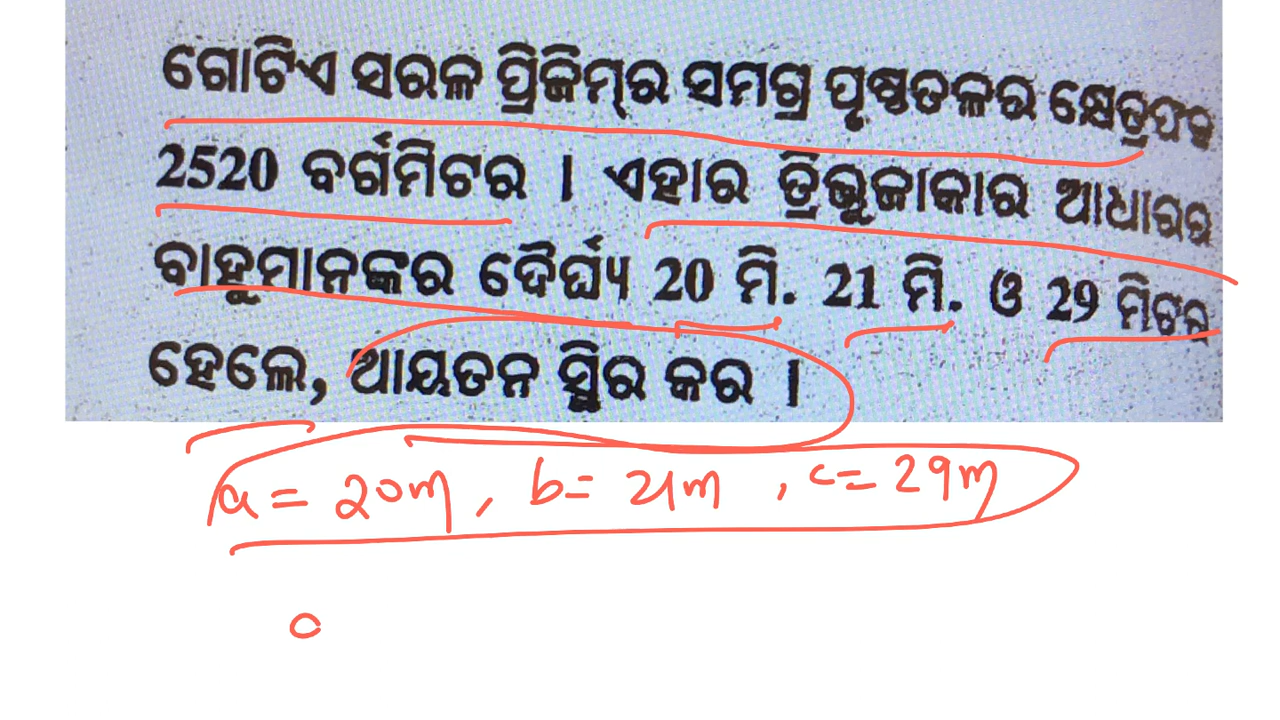 ଗୋଟିଏ ସରଳ ପ୍ରିଜିମ୍‌ର ସମଗ୍ର ପୃଷ୍ଠତଳର କ୍ଷେତ୍ରଫଳ
2520 ବର୍ଗମିଟର । ଏହାର ତ୍ରିଭୁଜାକାର ଆଧାରର
ବାହୁମାନଙ୍କର ଦୈର୍ଘ୍ୟ 20 ମି. 21 ମି. ଓ 29 ମିଟର
ହେଲେ, ଆୟତନ ସ୍ଥିର କର ।
a = 20m, b = 21m, c = 29m